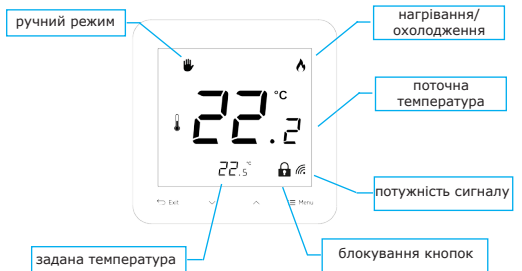 ручний режим
нагрівання/
охолодження
°C
22.2
поточна
температура
22.5°
потужність сигналу
Exit
Menu
задана температура
блокування кнопок